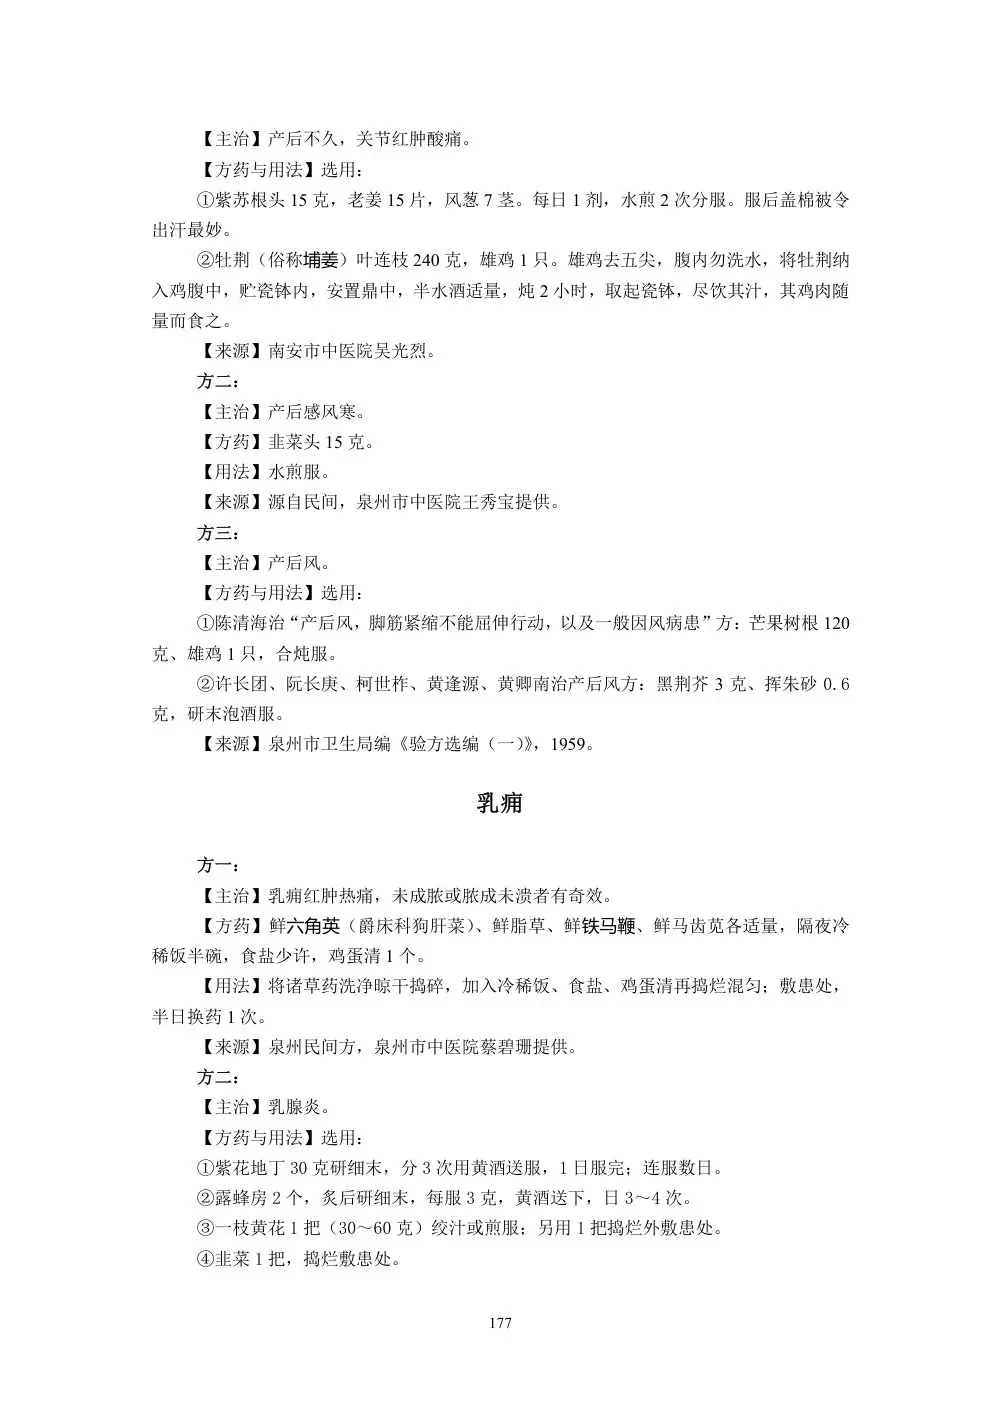 【主治】产后不久，关节红肿酸痛。
【方药与用法】选用：
①紫苏根头 15 克，老姜 15 片，风葱 7 茎。每日 1 剂，水煎 2 次分服。服后盖棉被令
出汗最妙。
②牡荆（俗称埔姜）叶连枝 240 克，雄鸡 1 只。雄鸡去五尖，腹内勿洗水，将牡荆纳
入鸡腹中，贮瓷钵内，安置鼎中，半水酒适量，炖 2 小时，取起瓷钵，尽饮其汁，其鸡肉随
量而食之。
【来源】南安市中医院吴光烈。
方二：
【主治】产后感风寒。
【方药】韭菜头 15 克。
【用法】水煎服。
【来源】源自民间，泉州市中医院王秀宝提供。
方三：
【主治】产后风。
【方药与用法】选用：
①陈清海治“产后风，脚筋紧缩不能屈伸行动，以及一般因风病患”方：芒果树根 120
克、雄鸡 1 只，合炖服。
②许长团、阮长庚、柯世柞、黄逢源、黄卿南治产后风方：黑荆芥 3 克、挥朱砂 0.6
克，研末泡酒服。
【来源】泉州市卫生局编《验方选编（一）》，1959。
乳痈
方一：
【主治】乳痈红肿热痛，未成脓或脓成未溃者有奇效。
【方药】鲜六角英（爵床科狗肝菜）、鲜脂草、鲜铁马鞭、鲜马齿苋各适量，隔夜冷
稀饭半碗，食盐少许，鸡蛋清 1 个。
【用法】将诸草药洗净晾干捣碎，加入冷稀饭、食盐、鸡蛋清再捣烂混匀；敷患处，
半日换药 1 次。
【来源】泉州民间方，泉州市中医院蔡碧珊提供。
方二：
【主治】乳腺炎。
【方药与用法】选用：
①紫花地丁 30 克研细末，分 3 次用黄酒送服，1 日服完；连服数日。
②露蜂房 2 个，炙后研细末，每服 3 克，黄酒送下，日 3～4 次。
③一枝黄花 1 把（30～60 克）绞汁或煎服；另用 1 把捣烂外敷患处。
④韭菜 1 把，捣烂敷患处。
177